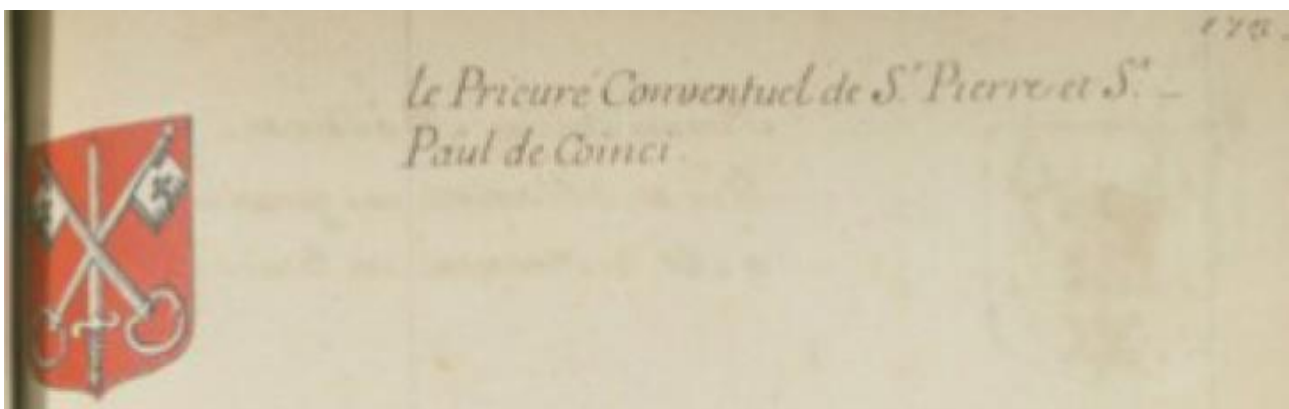 le Prieuré Conventuel de S.t Pierre et S.t –
Paul de Coinci.